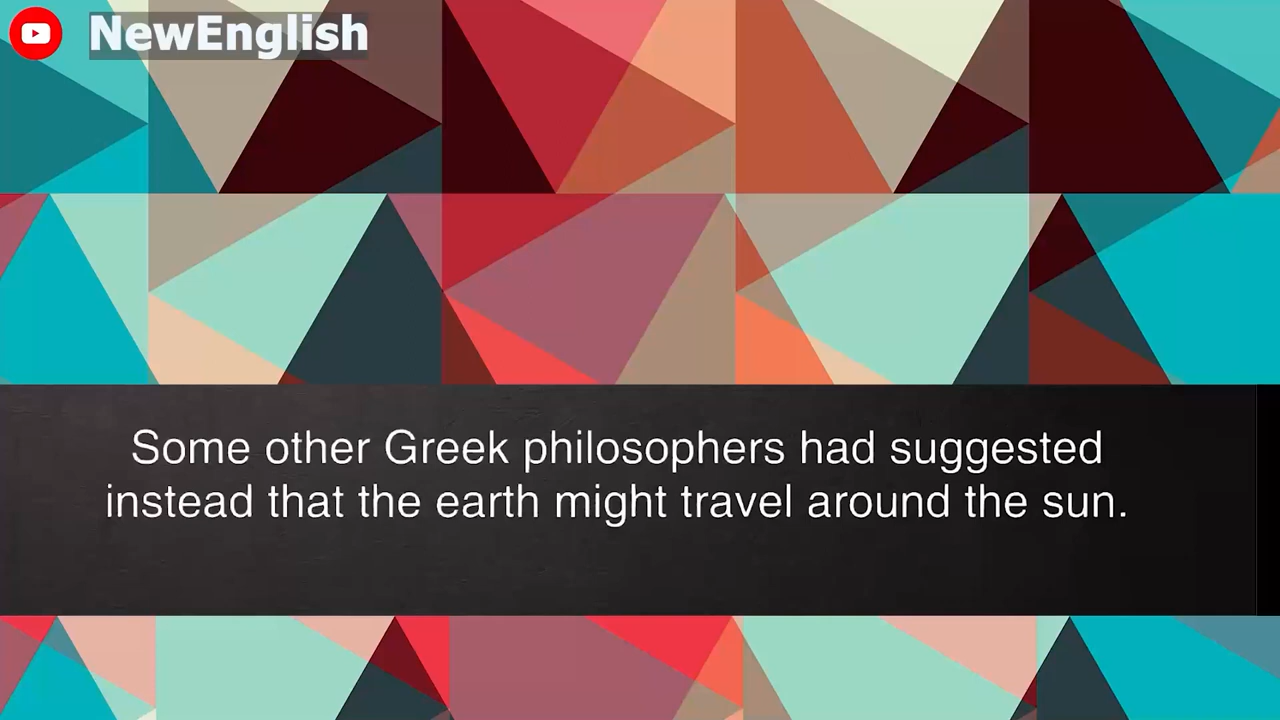 NewEnglish
Some other Greek philosophers had suggested
instead that the earth might travel around the sun.